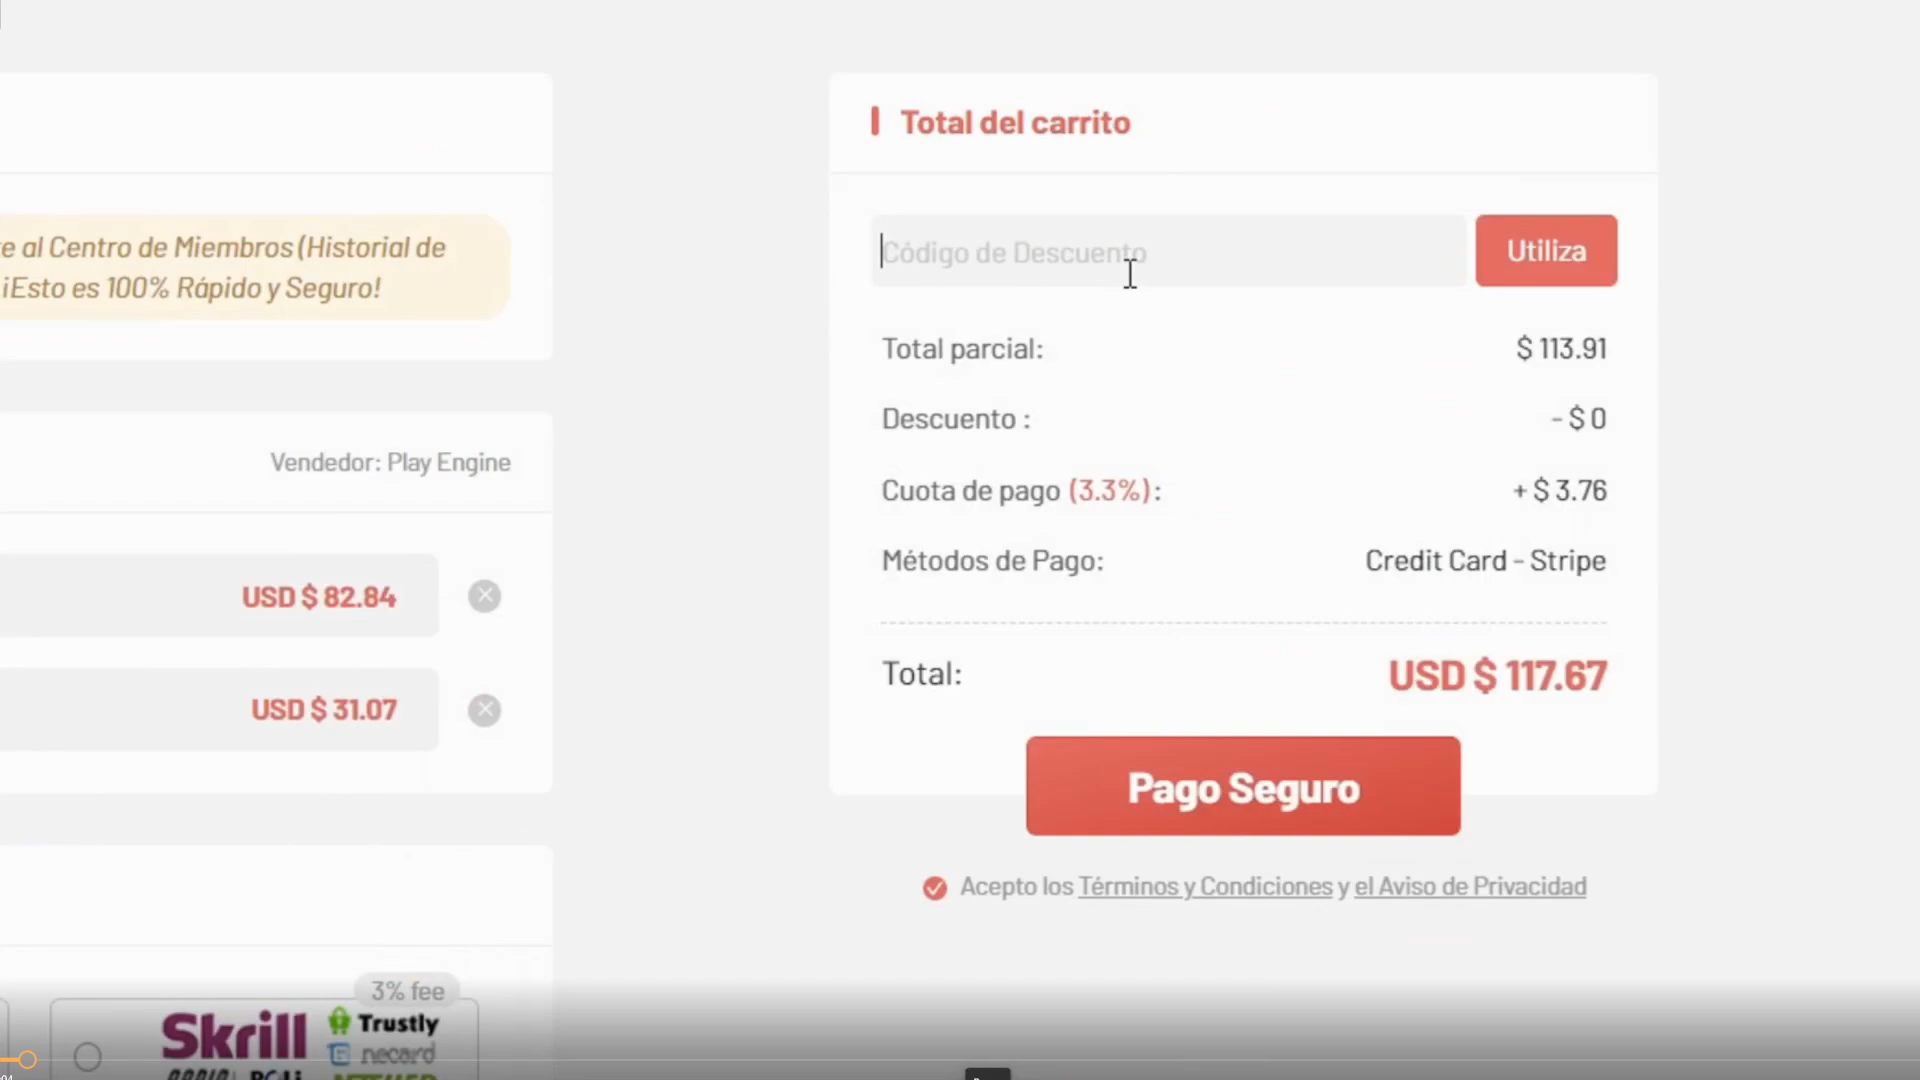 Total del carrito
Código de Descuento
Utiliza
te al Centro de Miembros (Historial de
¡Esto es 100% Rápido y Seguro!
Total parcial:
$ 113.91
Descuento :
- $ 0
Vendedor: Play Engine
Cuota de pago (3.3%) :
+ $ 3.76
Métodos de Pago:
Credit Card - Stripe
USD $ 82.84
Total:
USD $ 117.67
USD $ 31.07
Pago Seguro
Acepto los Términos y Condiciones y el Aviso de Privacidad
3% fee
Skrill
Trustly